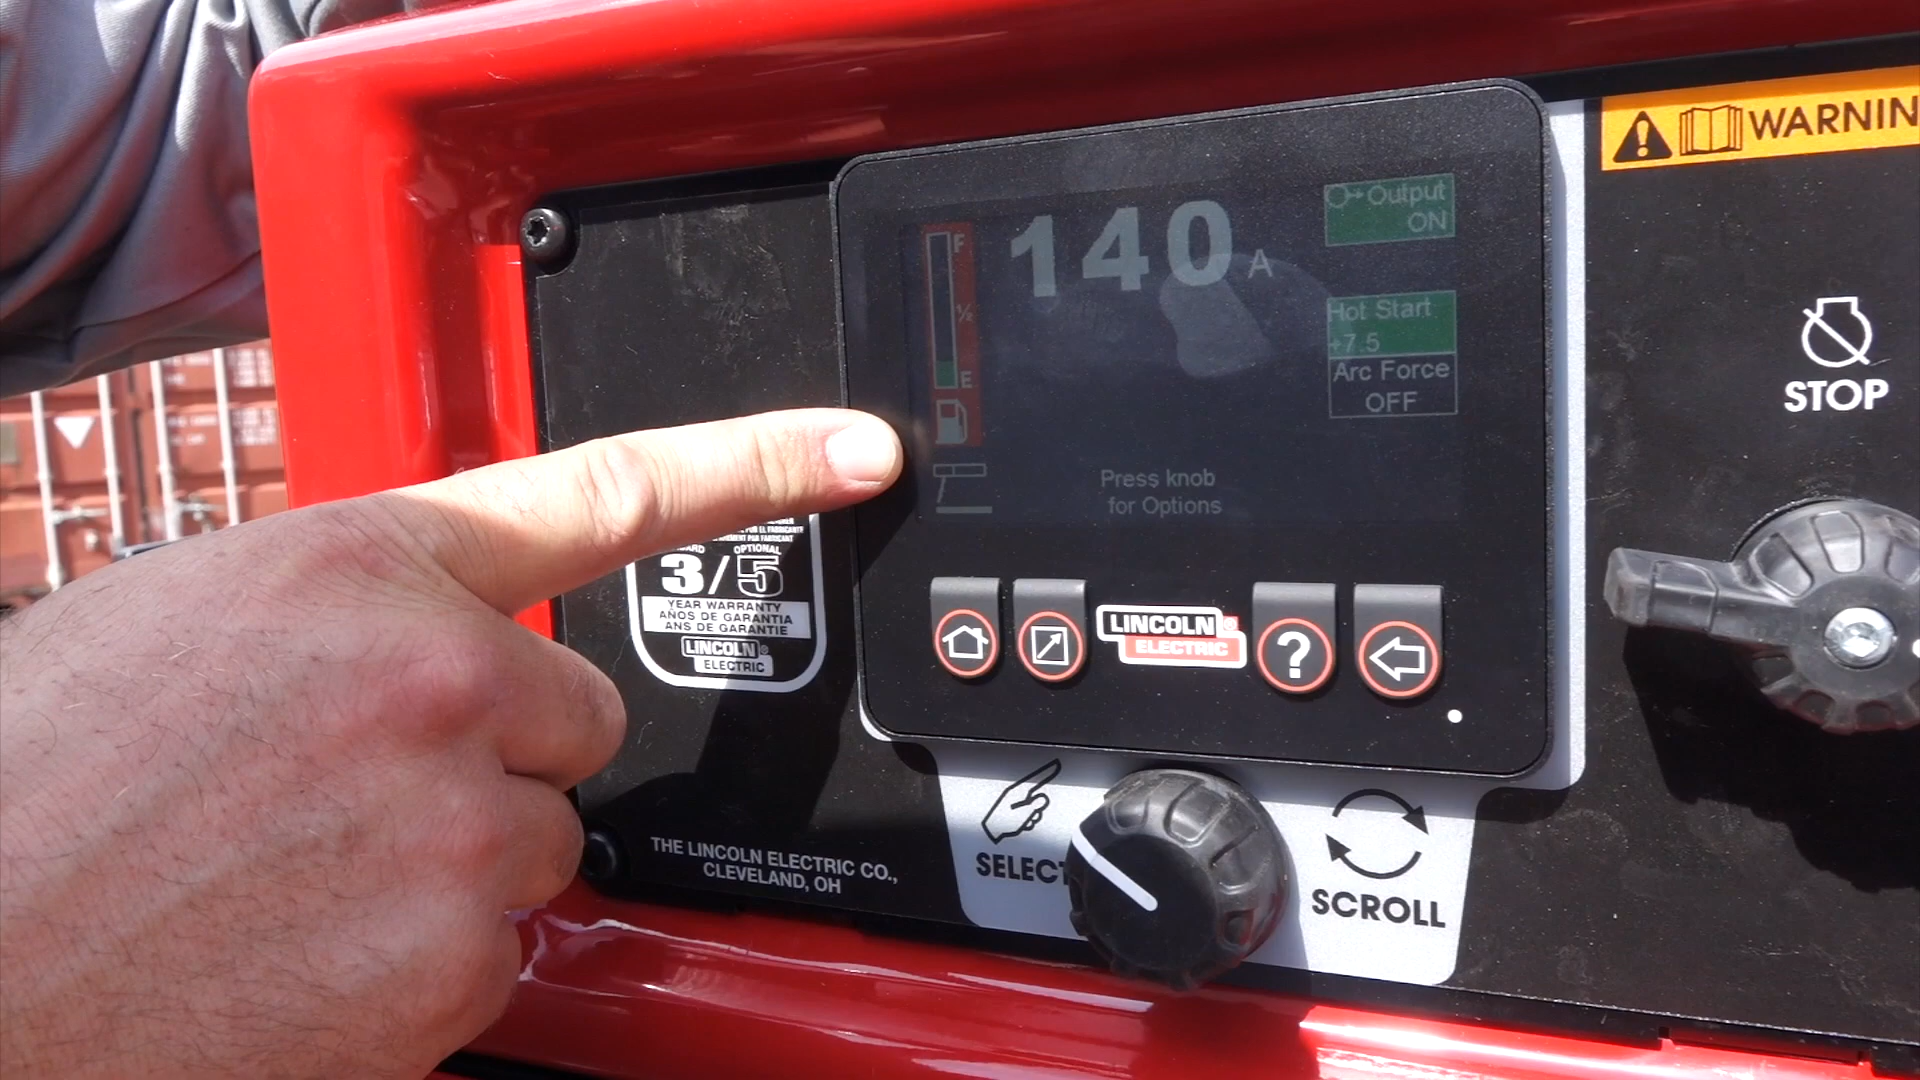 WARNIN
Output
ON
140 A
F
½
E
Hot Start
+7.5
Arc Force
OFF
Press knob
for Options
STOP
OPTIONAL
3/5
YEAR WARRANTY
AÑOS DE GARANTIA
ANS DE GARANTIE
LINCOLN®
ELECTRIC
LINCOLN®
ELECTRIC
?
SELECT
SCROLL
THE LINCOLN ELECTRIC CO.,
CLEVELAND, OH